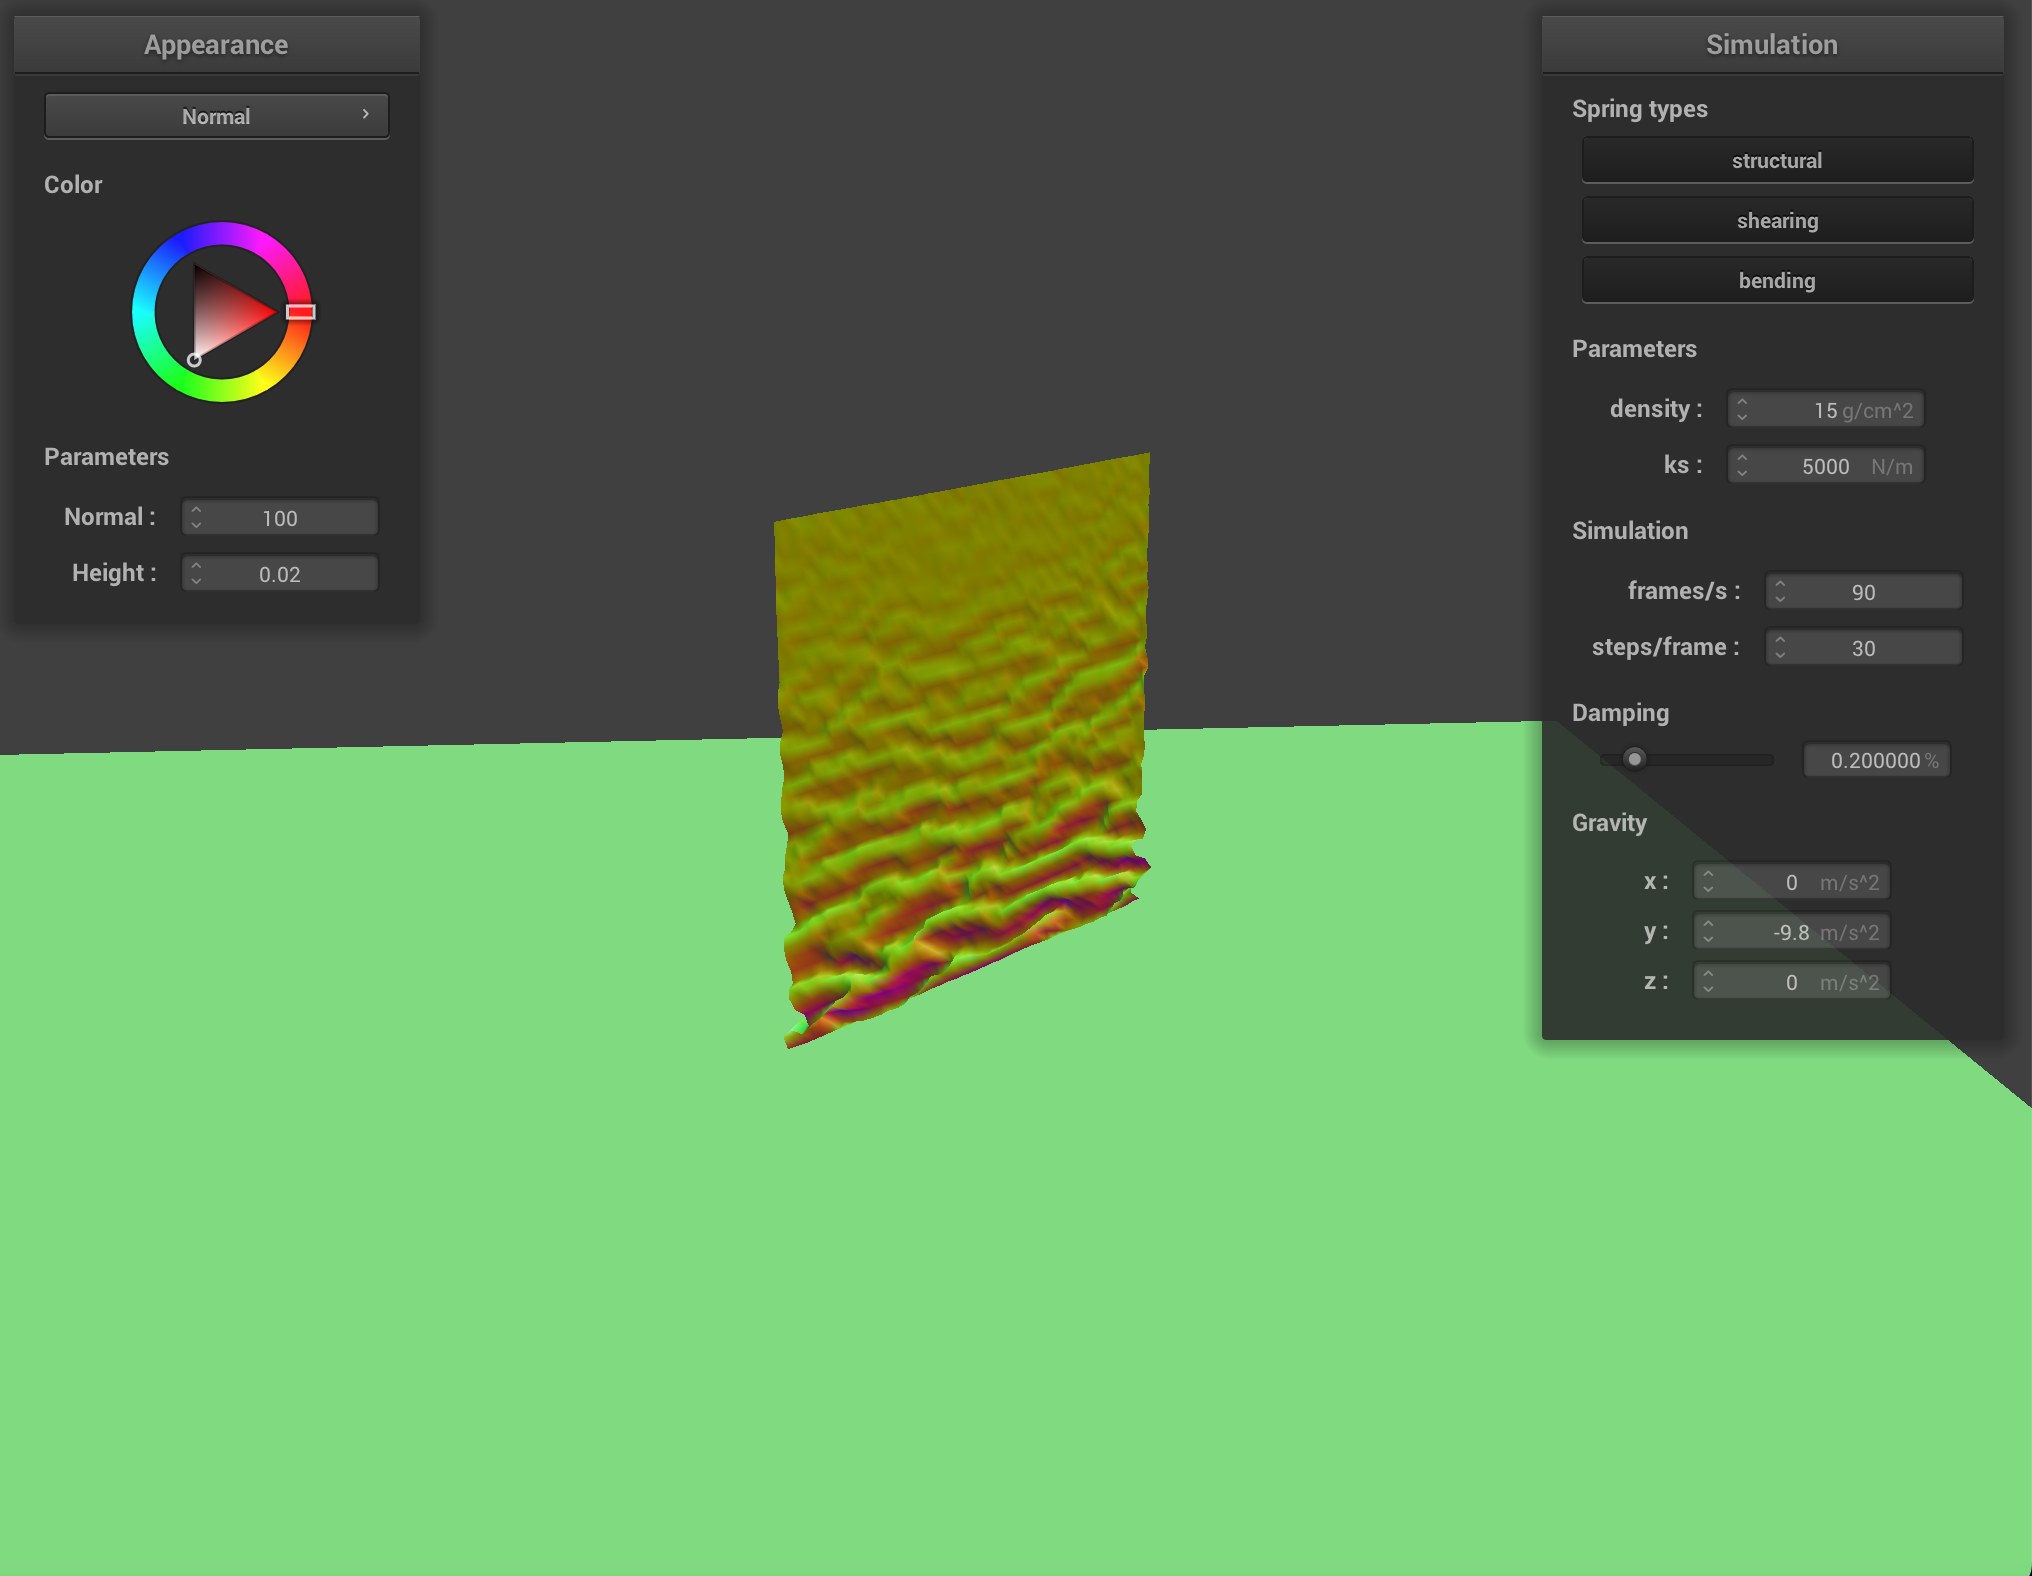 Appearance
Normal
Color
Parameters
Normal : 100
Height : 0.02
Simulation
Spring types
structural
shearing
bending
Parameters
density : 15 g/cm^2
ks : 5000 N/m
Simulation
frames/s : 90
steps/frame : 30
Damping
0.200000 %
Gravity
x : 0 m/s^2
y : -9.8 m/s^2
z : 0 m/s^2